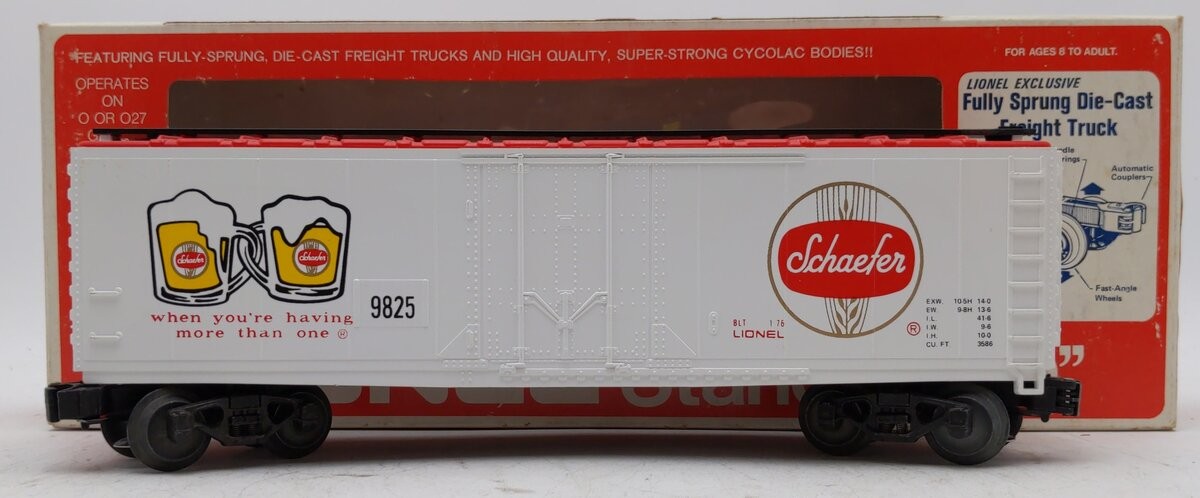 FEATURING FULLY-SPRUNG, DIE-CAST FREIGHT TRUCKS AND HIGH QUALITY, SUPER-STRONG CYCOLAC BODIES!!
FOR AGES 8 TO ADULT.
OPERATES
ON
O OR O27
LIONEL EXCLUSIVE
Fully Sprung Die-Cast
Freight Truck
Automatic
Couplers
Fast-Angle
Wheels
Schaefer
Schaefer
when you're having
more than one ®
9825
BLT 1 76
LIONEL
Schaefer
®
EXW. 10-5H 14-0
EW. 9-8H 13-6
I.L. 41-6
I.W. 9-6
I.H. 10-0
CU. FT. 3586